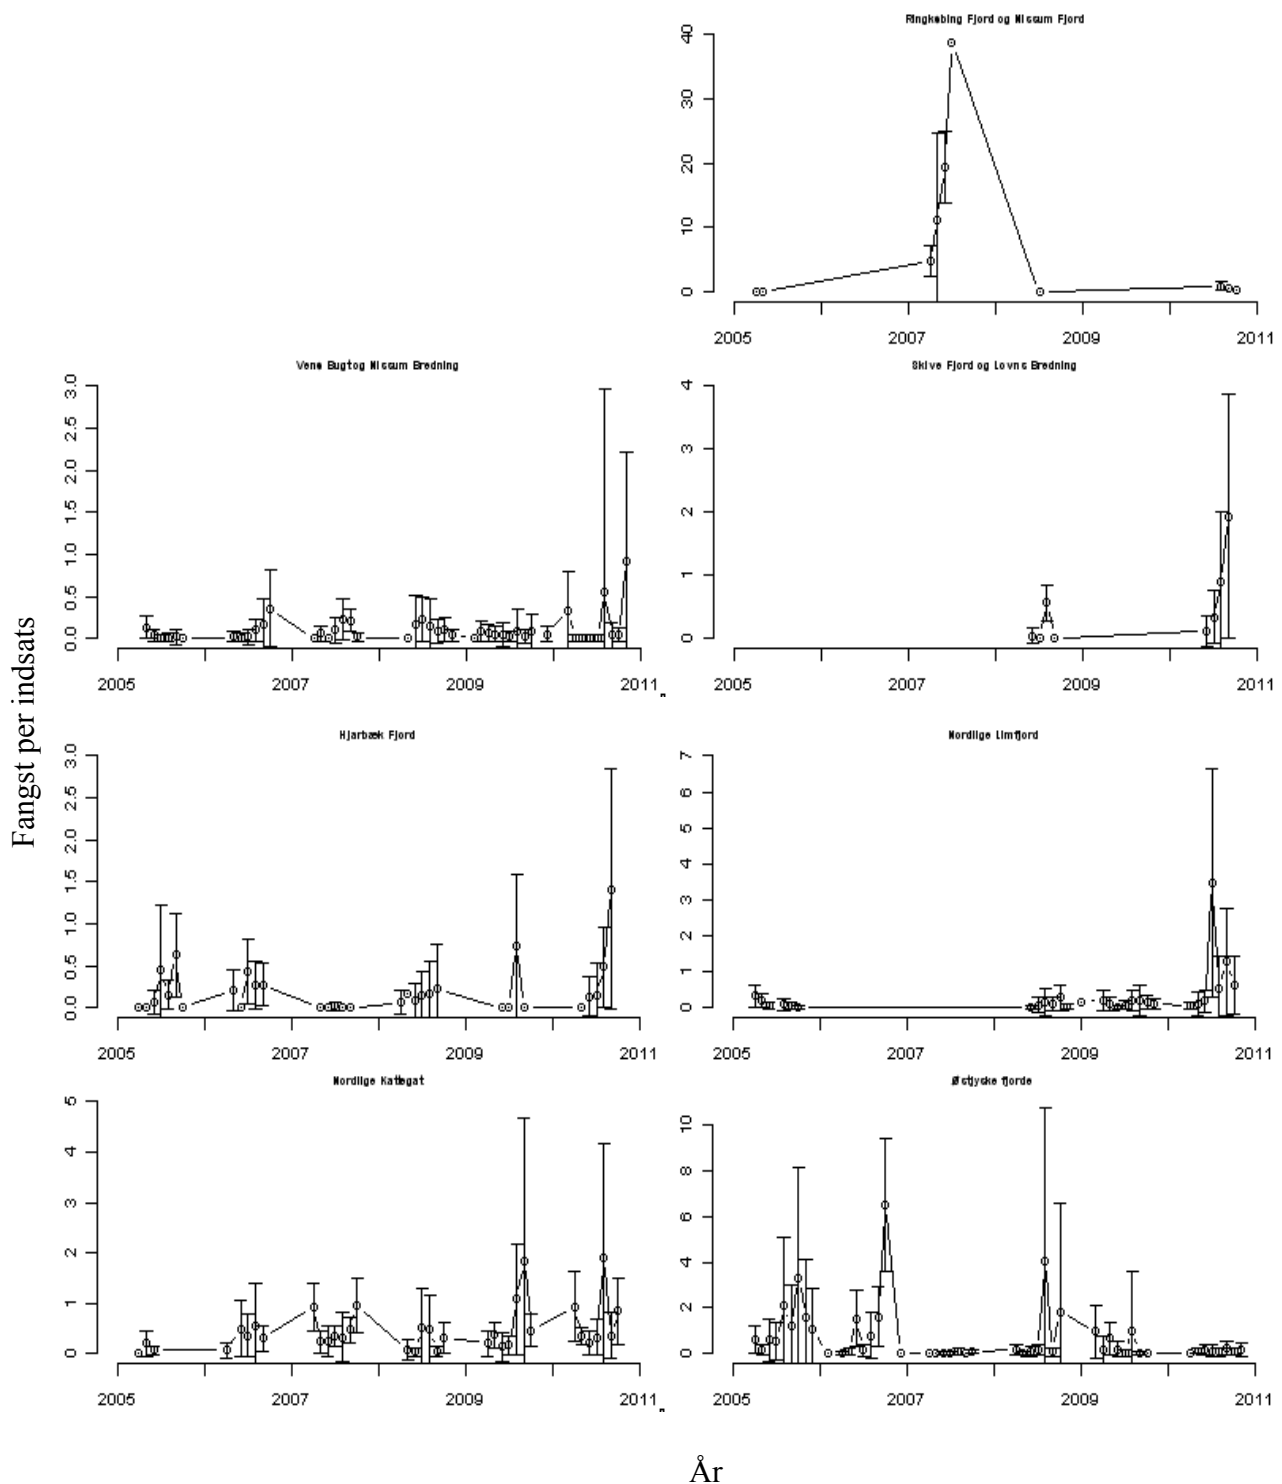 Ringkøbing Fjord og Nissum Fjord
40
30
20
10
0
2005 2007 2009 2011
Venø Bugt og Nissum Bredning
3.0
2.5
2.0
1.5
1.0
0.5
0.0
2005 2007 2009 2011
Skive Fjord og Lovns Bredning
4
3
2
1
0
2005 2007 2009 2011
Fangst per indsats
Hjarbæk Fjord
3.0
2.5
2.0
1.5
1.0
0.5
0.0
2005 2007 2009 2011
Nordlige Limfjord
7
6
5
4
3
2
1
0
2005 2007 2009 2011
Nordlige Kattegat
5
4
3
2
1
0
2005 2007 2009 2011
Østjyske fjorde
10
8
6
4
2
0
2005 2007 2009 2011
År